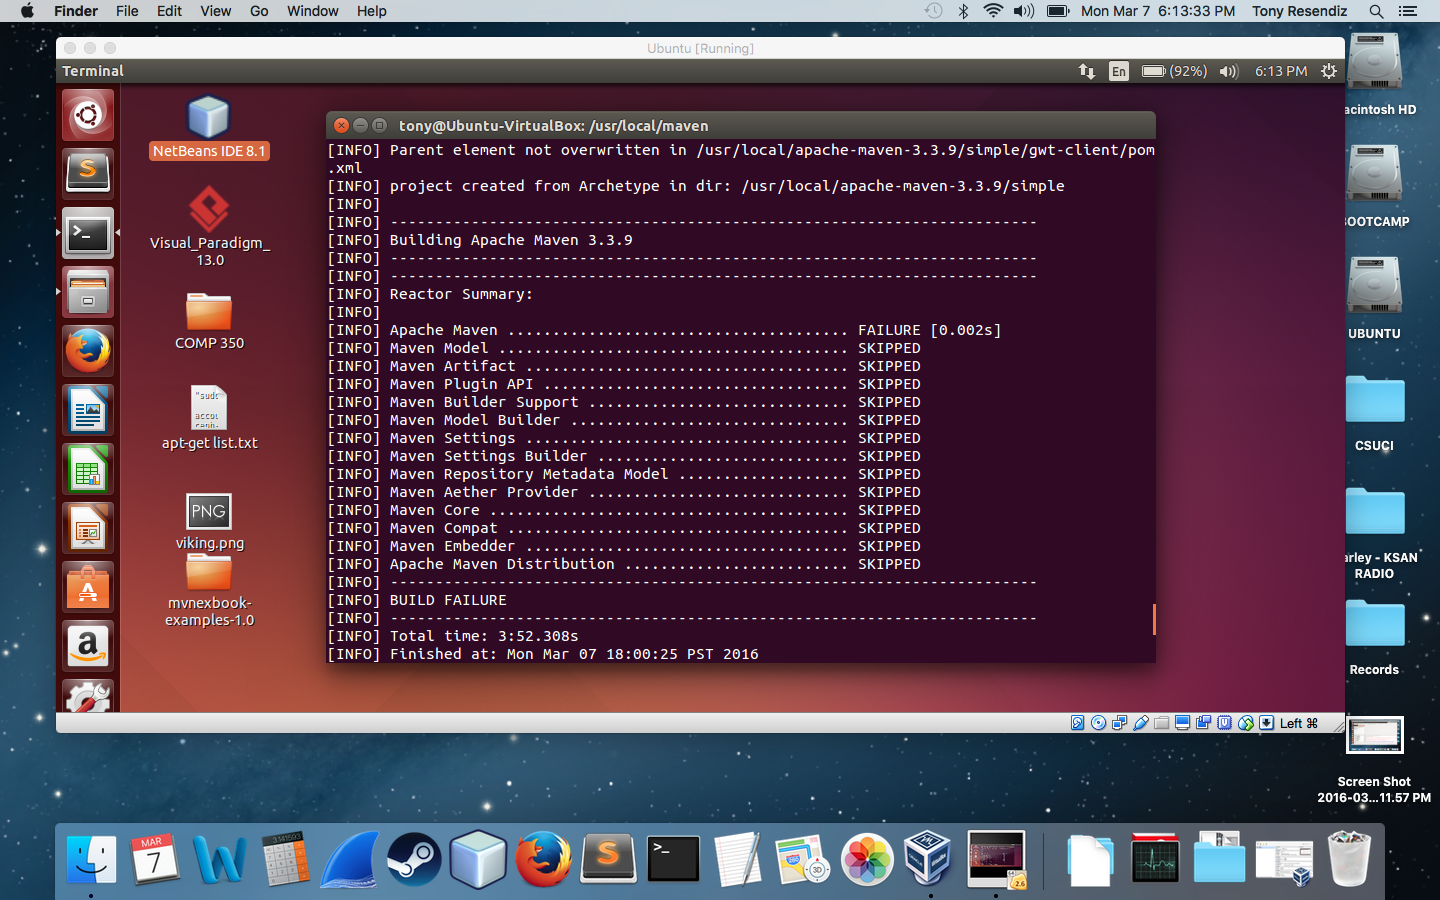 Finder File Edit View Go Window Help
Mon Mar 7 6:13:33 PM Tony Resendiz
Ubuntu [Running]
Terminal
En (92%) 6:13 PM
NetBeans IDE 8.1
Visual_Paradigm_
13.0
COMP 350
"sudo
apt-get list.txt
PNG
viking.png
mvnexbook-
examples-1.0
tony@Ubuntu-VirtualBox: /usr/local/maven
[INFO] Parent element not overwritten in /usr/local/apache-maven-3.3.9/simple/gwt-client/pom
.xml
[INFO] project created from Archetype in dir: /usr/local/apache-maven-3.3.9/simple
[INFO]
[INFO] ------------------------------------------------------------------------
[INFO] Building Apache Maven 3.3.9
[INFO] ------------------------------------------------------------------------
[INFO] ------------------------------------------------------------------------
[INFO] Reactor Summary:
[INFO]
[INFO] Apache Maven ...................................... FAILURE [0.002s]
[INFO] Maven Model ....................................... SKIPPED
[INFO] Maven Artifact .................................... SKIPPED
[INFO] Maven Plugin API .................................. SKIPPED
[INFO] Maven Builder Support ............................. SKIPPED
[INFO] Maven Model Builder ............................... SKIPPED
[INFO] Maven Settings .................................... SKIPPED
[INFO] Maven Settings Builder ............................ SKIPPED
[INFO] Maven Repository Metadata Model ................... SKIPPED
[INFO] Maven Aether Provider ............................. SKIPPED
[INFO] Maven Core ........................................ SKIPPED
[INFO] Maven Compat ...................................... SKIPPED
[INFO] Maven Embedder .................................... SKIPPED
[INFO] Apache Maven Distribution ......................... SKIPPED
[INFO] ------------------------------------------------------------------------
[INFO] BUILD FAILURE
[INFO] ------------------------------------------------------------------------
[INFO] Total time: 3:52.308s
[INFO] Finished at: Mon Mar 07 18:00:25 PST 2016
Left ⌘
acintosh HD
BOOTCAMP
UBUNTU
CSUCI
arley - KSAN
RADIO
Records
Screen Shot
2016-03...11.57 PM
MAR
7
3D
2.6